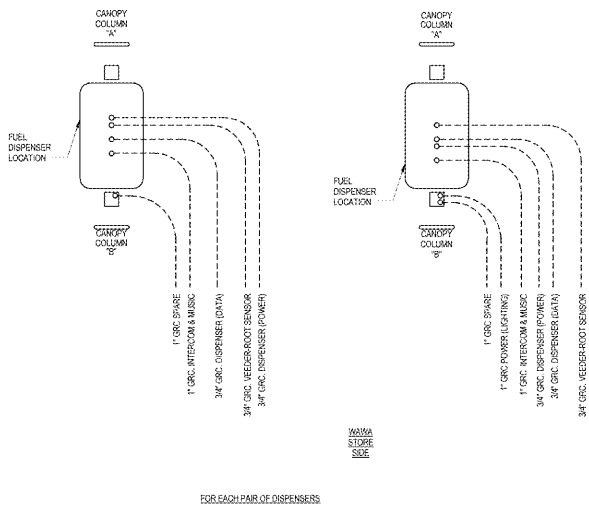 CANOPY
COLUMN
"A"
FUEL
DISPENSER
LOCATION
CANOPY
COLUMN
"B"
1" GRC SPARE
1" GRC. INTERCOM & MUSIC
3/4" GRC. DISPENSER (DATA)
3/4" GRC. VEEDER-ROOT SENSOR
3/4" GRC. DISPENSER (POWER)
CANOPY
COLUMN
"A"
FUEL
DISPENSER
LOCATION
CANOPY
COLUMN
"B"
1" GRC SPARE
1" GRC POWER (LIGHTING)
1" GRC. INTERCOM & MUSIC
3/4" GRC. DISPENSER (POWER)
3/4" GRC. DISPENSER (DATA)
3/4" GRC. VEEDER-ROOT SENSOR
WAWA
STORE
SIDE
FOR EACH PAIR OF DISPENSERS